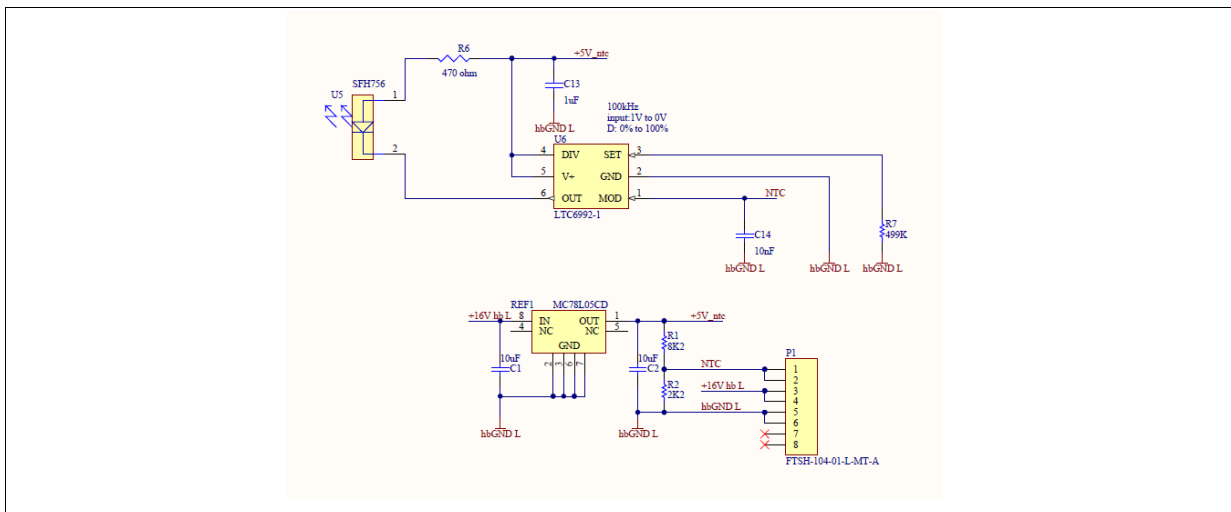 R6
470 ohm
+5V_ntc
SFH756
U5
1
2
C13
1uF
hbGND L
100kHz
input:1V to 0V
D: 0% to 100%
U6
4 DIV SET 3
5 V+ GND 2
6 OUT MOD 1
LTC6992-1
NTC
C14
10nF
R7
499K
hbGND L
hbGND L
hbGND L
REF1 MC78L05CD
+16V hb L
8 IN OUT 1
4 NC NC 5
GND
2 3 6 7
+5V_ntc
10uF
C1
10uF
C2
R1
8K2
R2
2K2
hbGND L
hbGND L
P1
NTC
+16V hb L
hbGND L
1
2
3
4
5
6
7
8
FTSH-104-01-L-MT-A